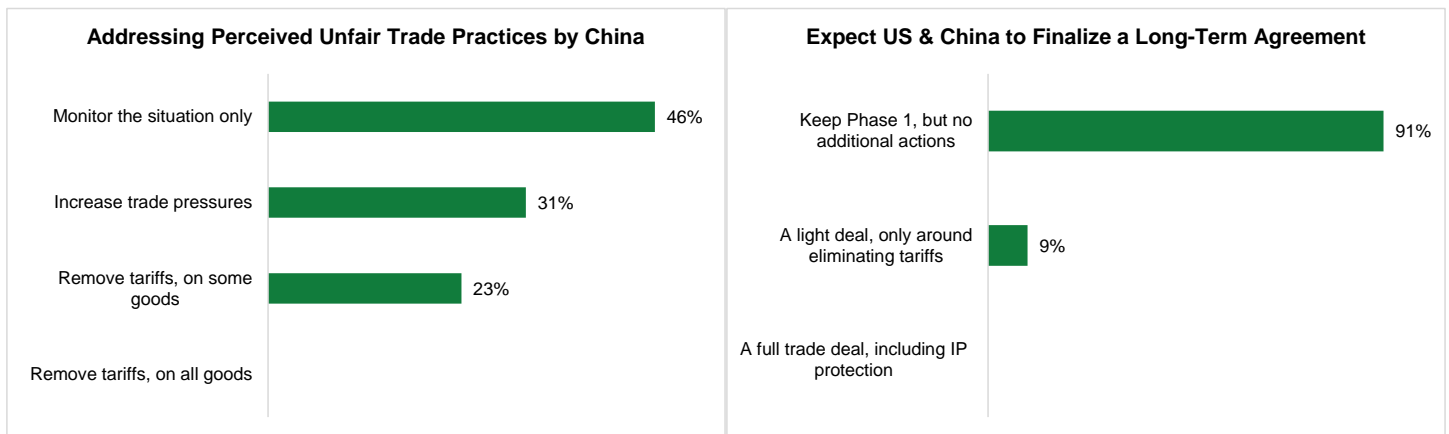 Addressing Perceived Unfair Trade Practices by China
Monitor the situation only
46%
Increase trade pressures
31%
Remove tariffs, on some
goods
23%
Remove tariffs, on all goods
Expect US & China to Finalize a Long-Term Agreement
Keep Phase 1, but no
additional actions
91%
A light deal, only around
eliminating tariffs
9%
A full trade deal, including IP
protection